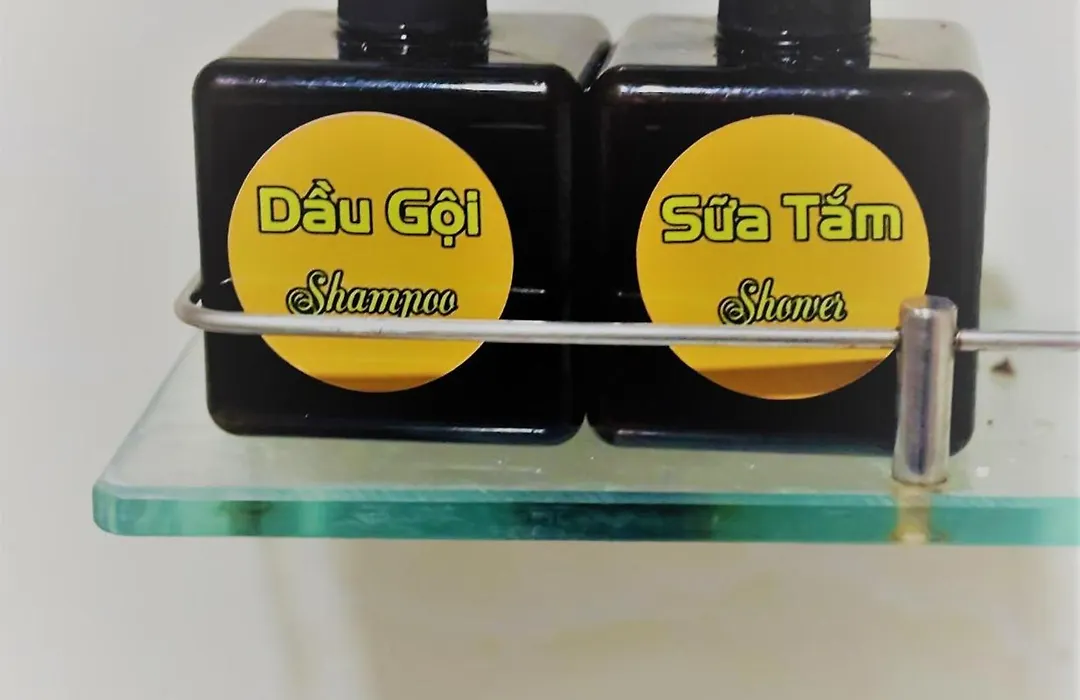 Dầu Gội
Shampoo
Sữa Tắm
Shower